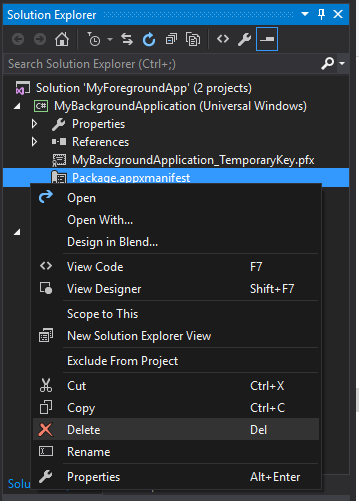 Solution Explorer
Search Solution Explorer (Ctrl+;)
Solution 'MyForegroundApp' (2 projects)
MyBackgroundApplication (Universal Windows)
Properties
References
MyBackgroundApplication_TemporaryKey.pfx
Package.appxmanifest
Open
Open With...
Design in Blend...
View Code F7
View Designer Shift+F7
Scope to This
New Solution Explorer View
Exclude From Project
Cut Ctrl+X
Copy Ctrl+C
Delete Del
Rename
Properties Alt+Enter